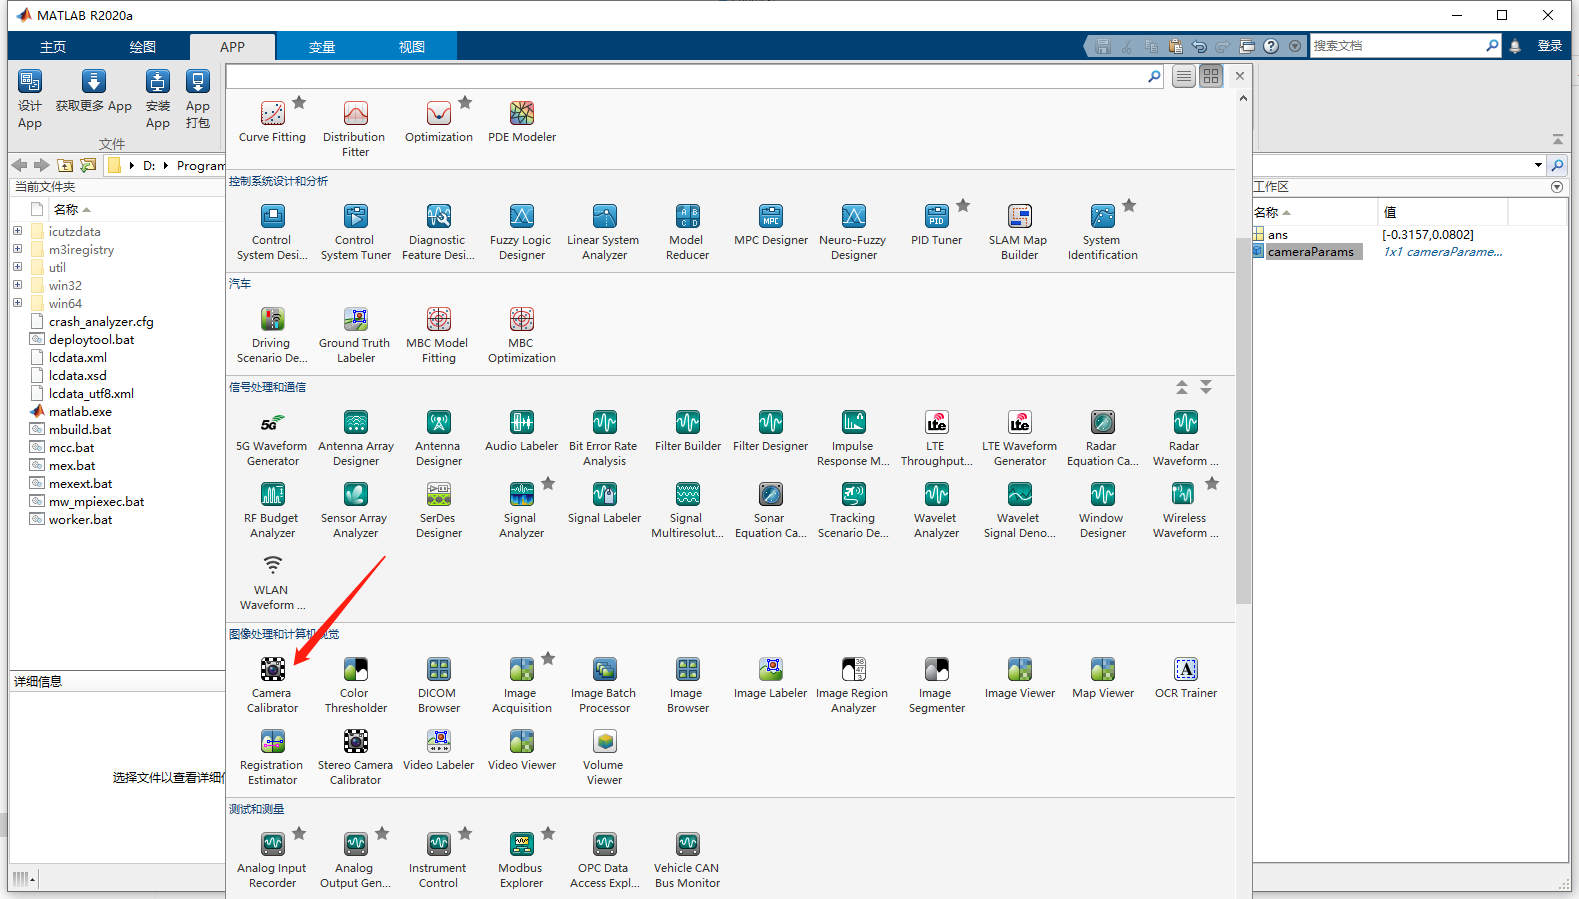 MATLAB R2020a
主页
绘图
APP
变量
视图
搜索文档
登录
设计
App
获取更多 App
安装
App
App
打包
文件
D:
Program
当前文件夹
名称
icutzdata
m3iregistry
util
win32
win64
crash_analyzer.cfg
deploytool.bat
lcdata.xml
lcdata.xsd
lcdata_utf8.xml
matlab.exe
mbuild.bat
mcc.bat
mex.bat
mexext.bat
mw_mpiexec.bat
worker.bat
详细信息
选择文件以查看详细信
Curve Fitting
Distribution
Fitter
Optimization
PDE Modeler
控制系统设计和分析
Control
System Desi...
Control
System Tuner
Diagnostic
Feature Desi...
Fuzzy Logic
Designer
Linear System
Analyzer
Model
Reducer
MPC Designer
Neuro-Fuzzy
Designer
PID Tuner
SLAM Map
Builder
System
Identification
汽车
Driving
Scenario De...
Ground Truth
Labeler
MBC Model
Fitting
MBC
Optimization
信号处理和通信
5G Waveform
Generator
Antenna Array
Designer
Antenna
Designer
Audio Labeler
Bit Error Rate
Analysis
Filter Builder
Filter Designer
Impulse
Response M...
LTE
Throughput...
LTE Waveform
Generator
Radar
Equation Ca...
Radar
Waveform ...
RF Budget
Analyzer
Sensor Array
Analyzer
SerDes
Designer
Signal
Analyzer
Signal Labeler
Signal
Multiresolut...
Sonar
Equation Ca...
Tracking
Scenario De...
Wavelet
Analyzer
Wavelet
Signal Deno...
Window
Designer
Wireless
Waveform ...
WLAN
Waveform ...
图像处理和计算机视觉
Camera
Calibrator
Color
Thresholder
DICOM
Browser
Image
Acquisition
Image Batch
Processor
Image
Browser
Image Labeler
Image Region
Analyzer
Image
Segmenter
Image Viewer
Map Viewer
OCR Trainer
Registration
Estimator
Stereo Camera
Calibrator
Video Labeler
Video Viewer
Volume
Viewer
测试和测量
Analog Input
Recorder
Analog
Output Gen...
Instrument
Control
Modbus
Explorer
OPC Data
Access Expl...
Vehicle CAN
Bus Monitor
工作区
名称
值
ans
[-0.3157,0.0802]
cameraParams
1x1 cameraParame...